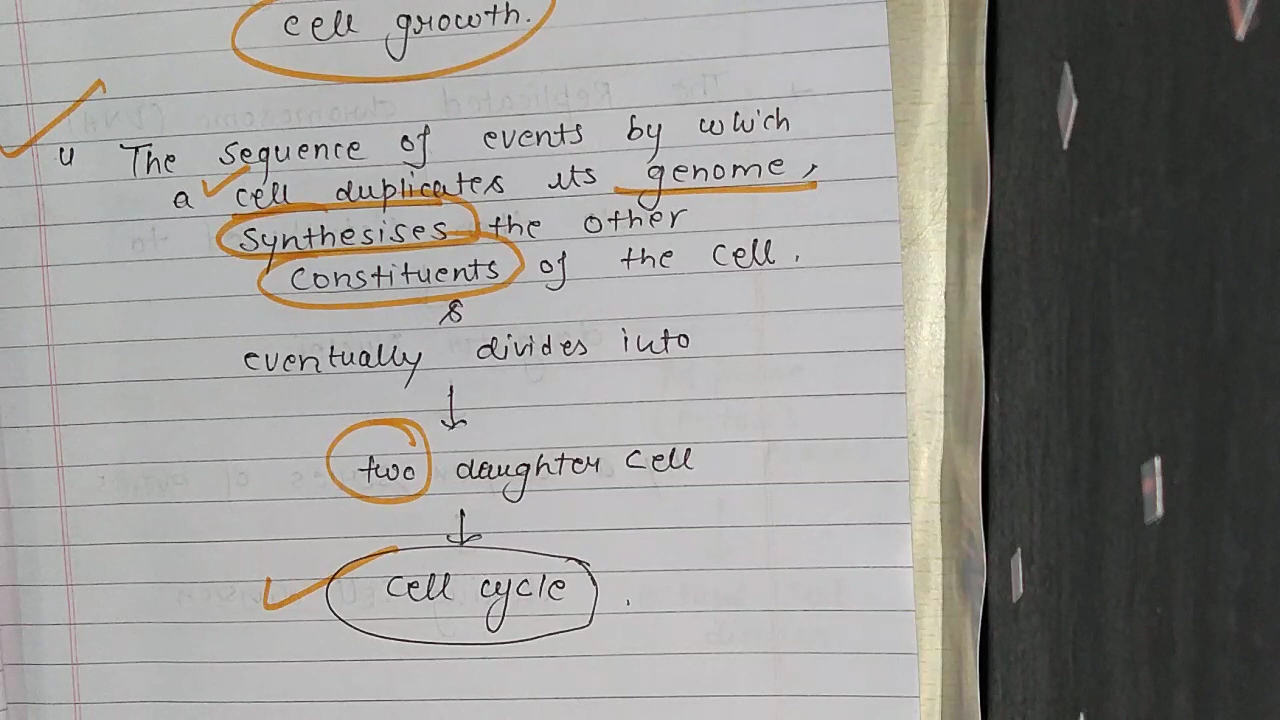 cell growth.
" The sequence of events by which
a cell duplicates its genome,
synthesises the other
constituents of the cell.
&
eventually divides into
↓
two daughter cell
↓
cell cycle.